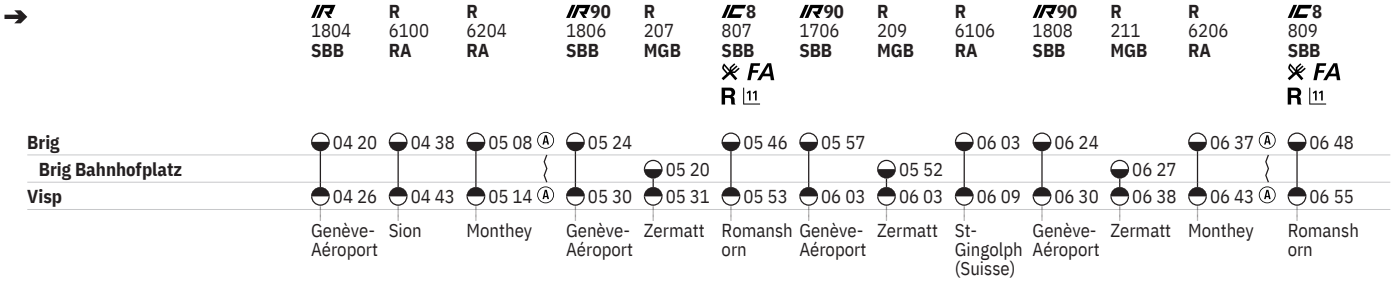 ➔ IR R R IR90 R IC8 IR90 R R IR90 R R IC8
1804 6100 6204 1806 207 807 1706 209 6106 1808 211 6206 809
SBB RA RA SBB MGB SBB SBB MGB RA SBB MGB RA SBB
FA FA
R 11 R 11
Brig 04 20 04 38 05 08 A 05 24 05 46 05 57 06 03 06 24 06 37 A 06 48
Brig Bahnhofplatz 05 20 05 52 06 27
Visp 04 26 04 43 05 14 A 05 30 05 31 05 53 06 03 06 03 06 09 06 30 06 38 06 43 A 06 55
Genève- Sion Monthey Genève- Zermatt Romansh Genève- Zermatt St- Genève- Zermatt Monthey Romansh
Aéroport Aéroport orn Aéroport Gingolph Aéroport orn
(Suisse)